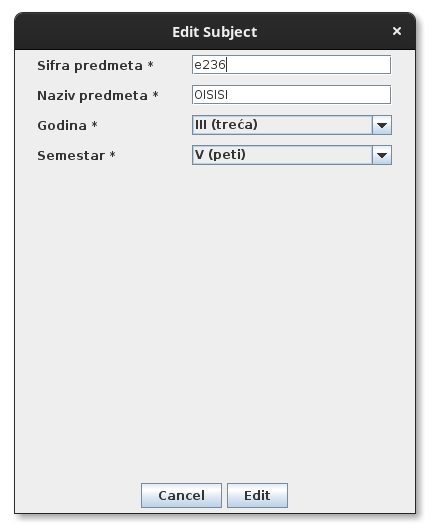 Edit Subject ×
Sifra predmeta * e236
Naziv predmeta * OISISI
Godina * III (treća)
Semestar * V (peti)
Cancel Edit